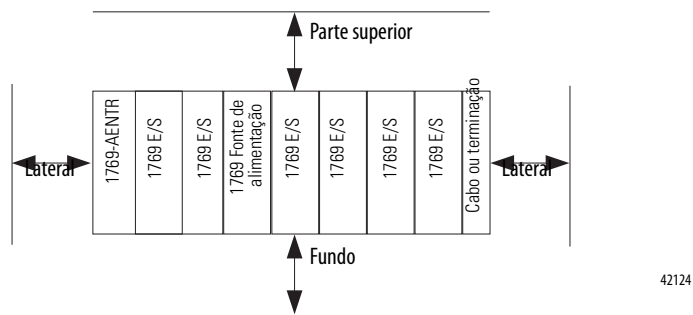 Parte superior
Lateral
1769-AENTR
1769 E/S
1769 E/S
1769 Fonte de
alimentação
1769 E/S
1769 E/S
1769 E/S
1769 E/S
Cabo ou terminação
Lateral
Fundo
42124